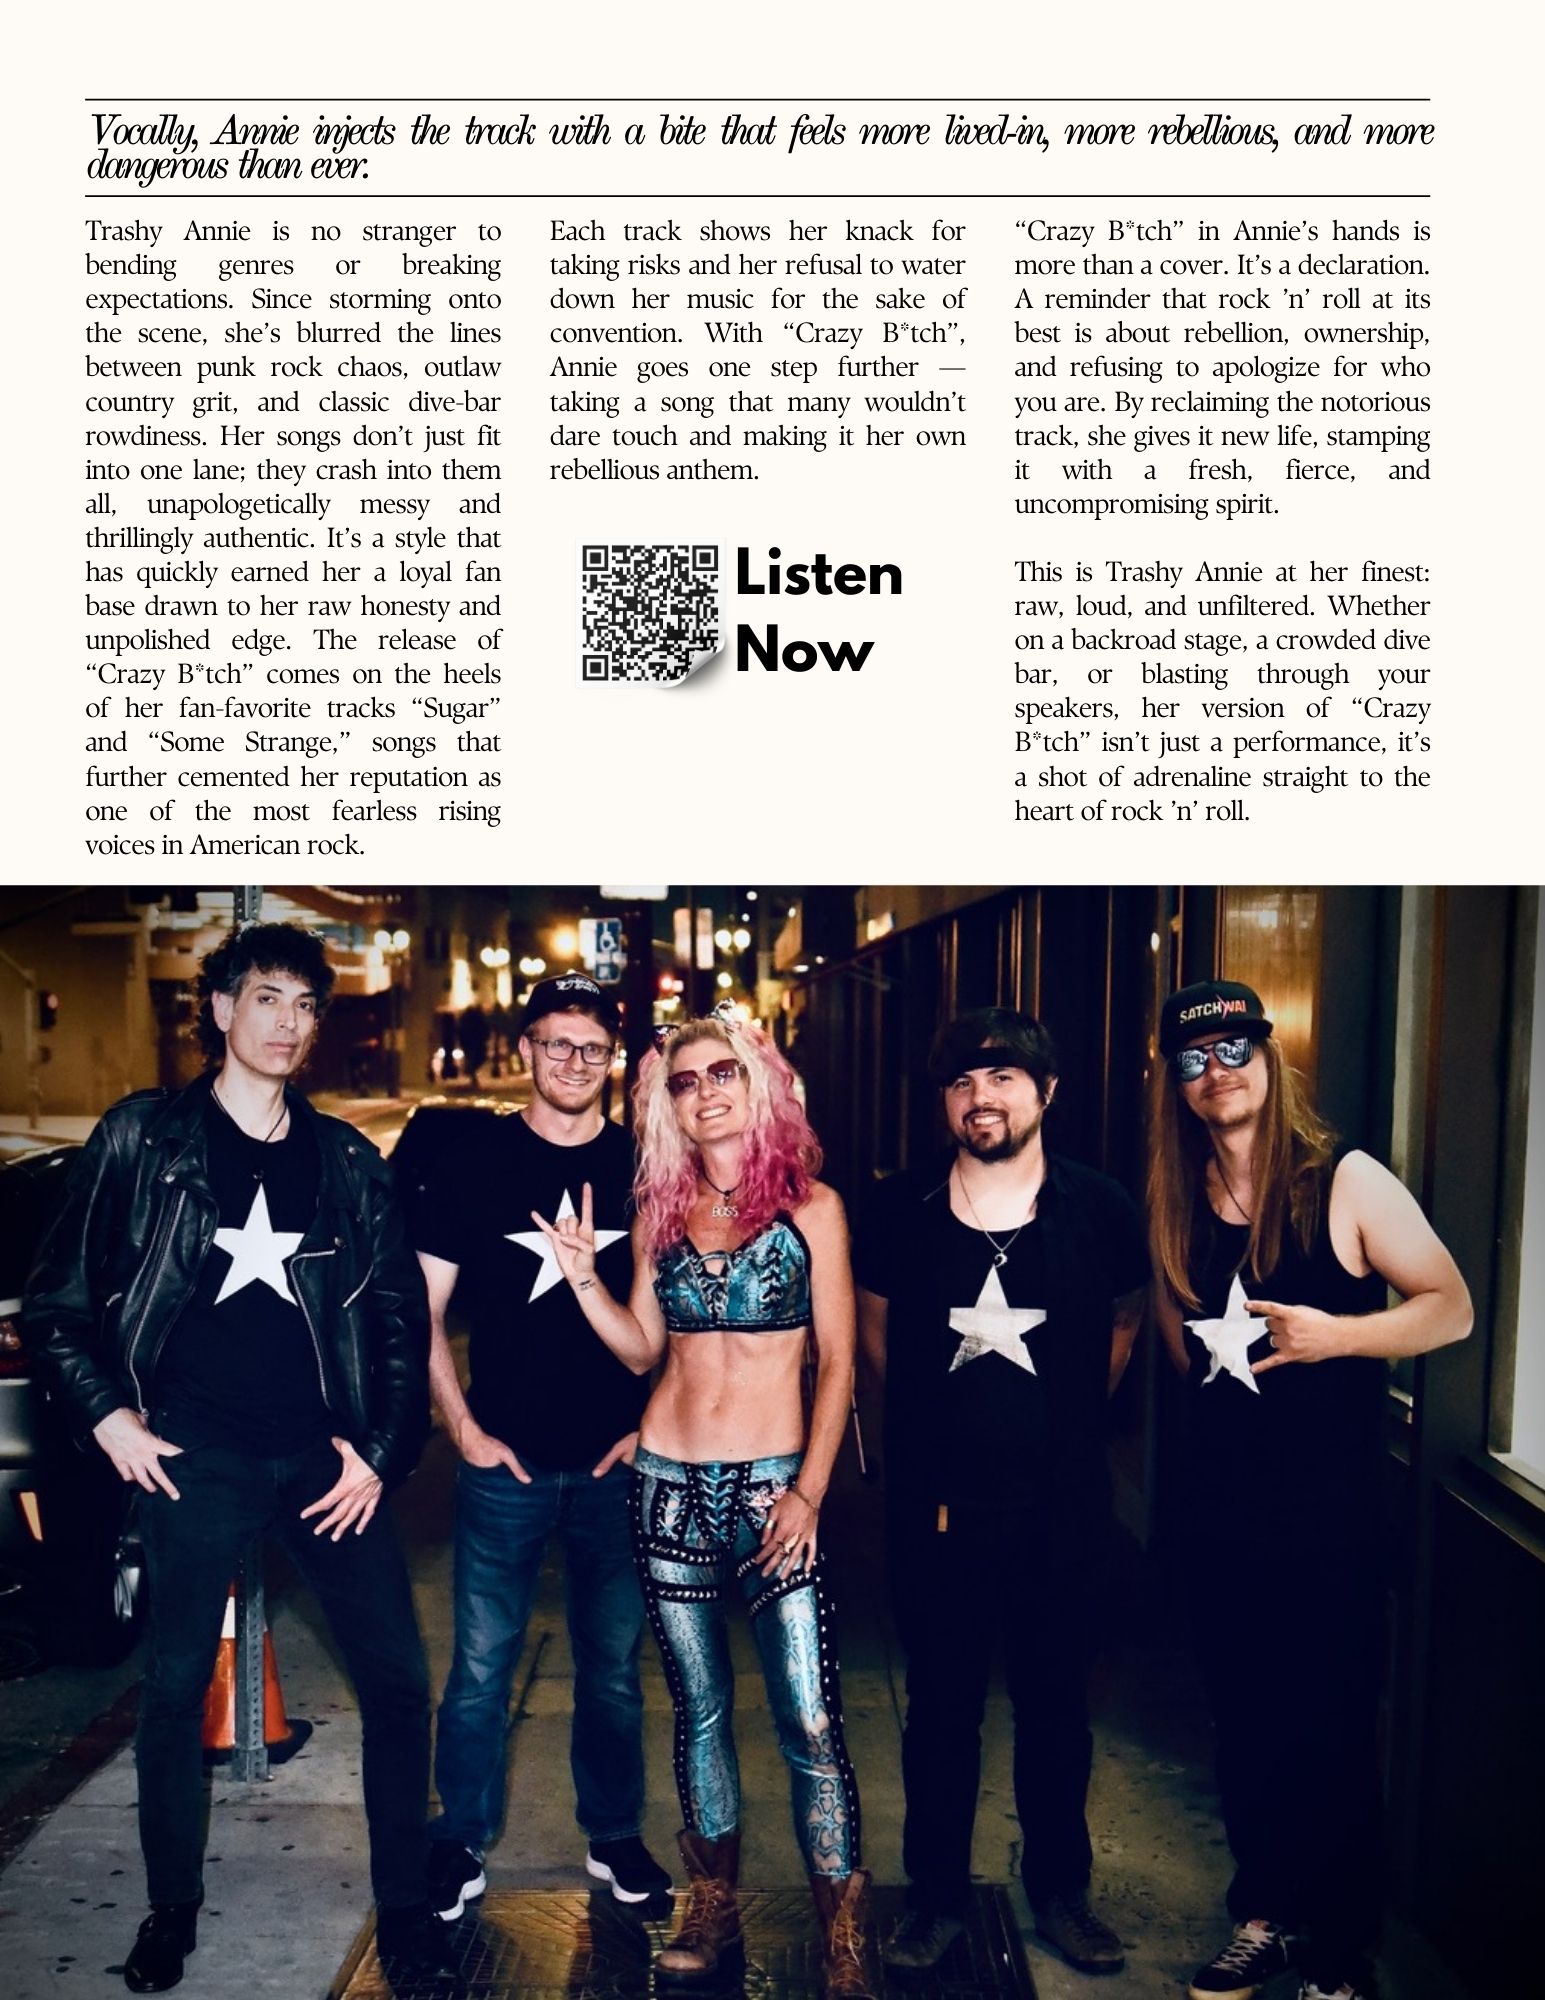 Vocally, Annie injects the track with a bite that feels more lived-in, more rebellious, and more
dangerous than ever.
Trashy Annie is no stranger to
bending genres or breaking
expectations. Since storming onto
the scene, she’s blurred the lines
between punk rock chaos, outlaw
country grit, and classic dive-bar
rowdiness. Her songs don’t just fit
into one lane; they crash into them
all, unapologetically messy and
thrillingly authentic. It’s a style that
has quickly earned her a loyal fan
base drawn to her raw honesty and
unpolished edge. The release of
“Crazy B*tch” comes on the heels
of her fan-favorite tracks “Sugar”
and “Some Strange,” songs that
further cemented her reputation as
one of the most fearless rising
voices in American rock.
Each track shows her knack for
taking risks and her refusal to water
down her music for the sake of
convention. With “Crazy B*tch”,
Annie goes one step further —
taking a song that many wouldn’t
dare touch and making it her own
rebellious anthem.
Listen
Now
“Crazy B*tch” in Annie’s hands is
more than a cover. It’s a declaration.
A reminder that rock ’n’ roll at its
best is about rebellion, ownership,
and refusing to apologize for who
you are. By reclaiming the notorious
track, she gives it new life, stamping
it with a fresh, fierce, and
uncompromising spirit.
This is Trashy Annie at her finest:
raw, loud, and unfiltered. Whether
on a backroad stage, a crowded dive
bar, or blasting through your
speakers, her version of “Crazy
B*tch” isn’t just a performance, it’s
a shot of adrenaline straight to the
heart of rock ’n’ roll.
SATCHVAI
BOSS